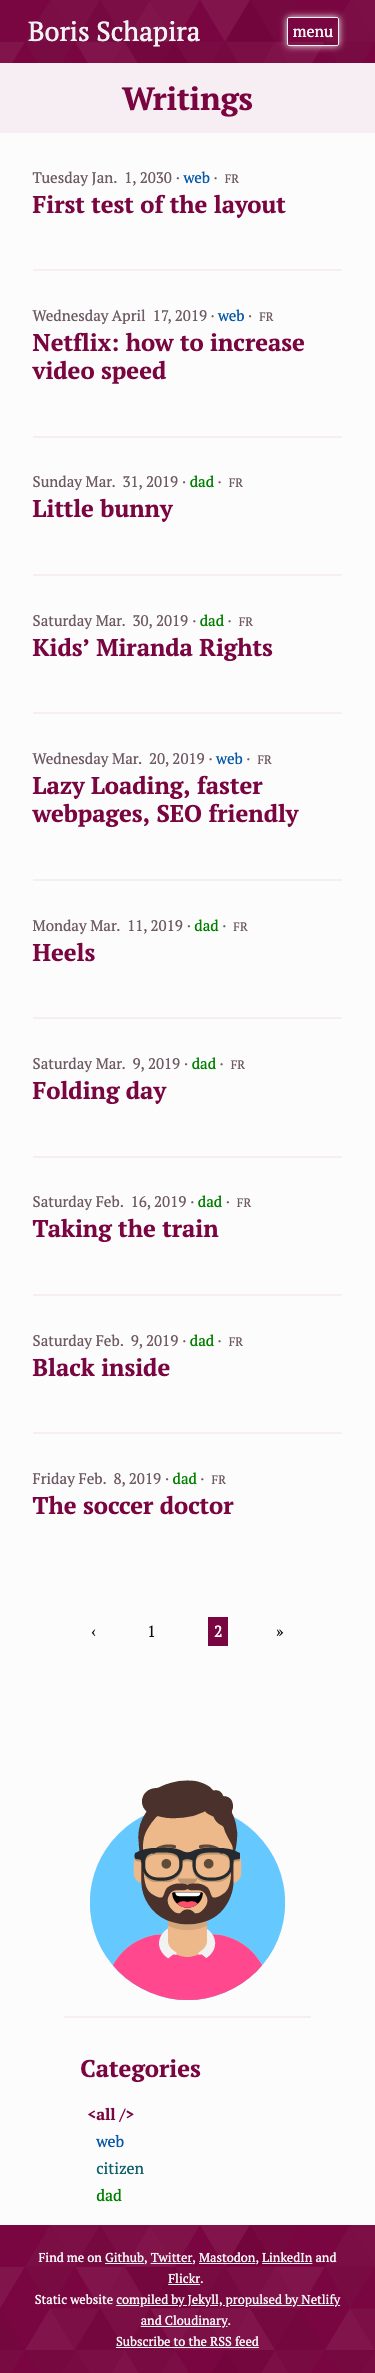 Boris Schapira
menu
Writings
Tuesday Jan. 1, 2030 · web · FR
First test of the layout
Wednesday April 17, 2019 · web · FR
Netflix: how to increase
video speed
Sunday Mar. 31, 2019 · dad · FR
Little bunny
Saturday Mar. 30, 2019 · dad · FR
Kids’ Miranda Rights
Wednesday Mar. 20, 2019 · web · FR
Lazy Loading, faster
webpages, SEO friendly
Monday Mar. 11, 2019 · dad · FR
Heels
Saturday Mar. 9, 2019 · dad · FR
Folding day
Saturday Feb. 16, 2019 · dad · FR
Taking the train
Saturday Feb. 9, 2019 · dad · FR
Black inside
Friday Feb. 8, 2019 · dad · FR
The soccer doctor
‹ 1 2 »
Categories
<all />
web
citizen
dad
Find me on Github, Twitter, Mastodon, LinkedIn and
Flickr.
Static website compiled by Jekyll, propulsed by Netlify
and Cloudinary.
Subscribe to the RSS feed